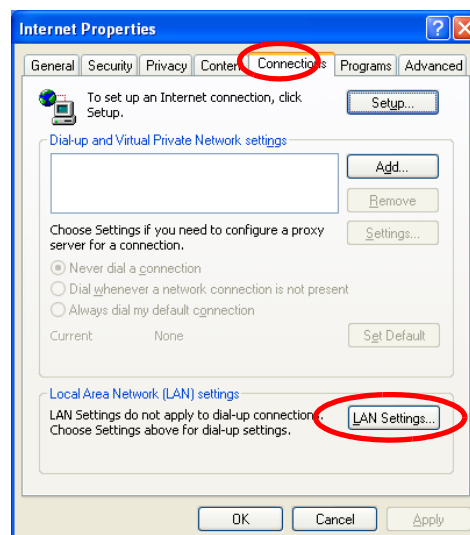 Internet Properties
General Security Privacy Content Connections Programs Advanced
To set up an Internet connection, click
Setup.
Setup...
Dial-up and Virtual Private Network settings
Add...
Remove
Choose Settings if you need to configure a proxy
server for a connection.
Settings...
Never dial a connection
Dial whenever a network connection is not present
Always dial my default connection
Current None
Set Default
Local Area Network (LAN) settings
LAN Settings do not apply to dial-up connections.
Choose Settings above for dial-up settings.
LAN Settings...
OK Cancel Apply